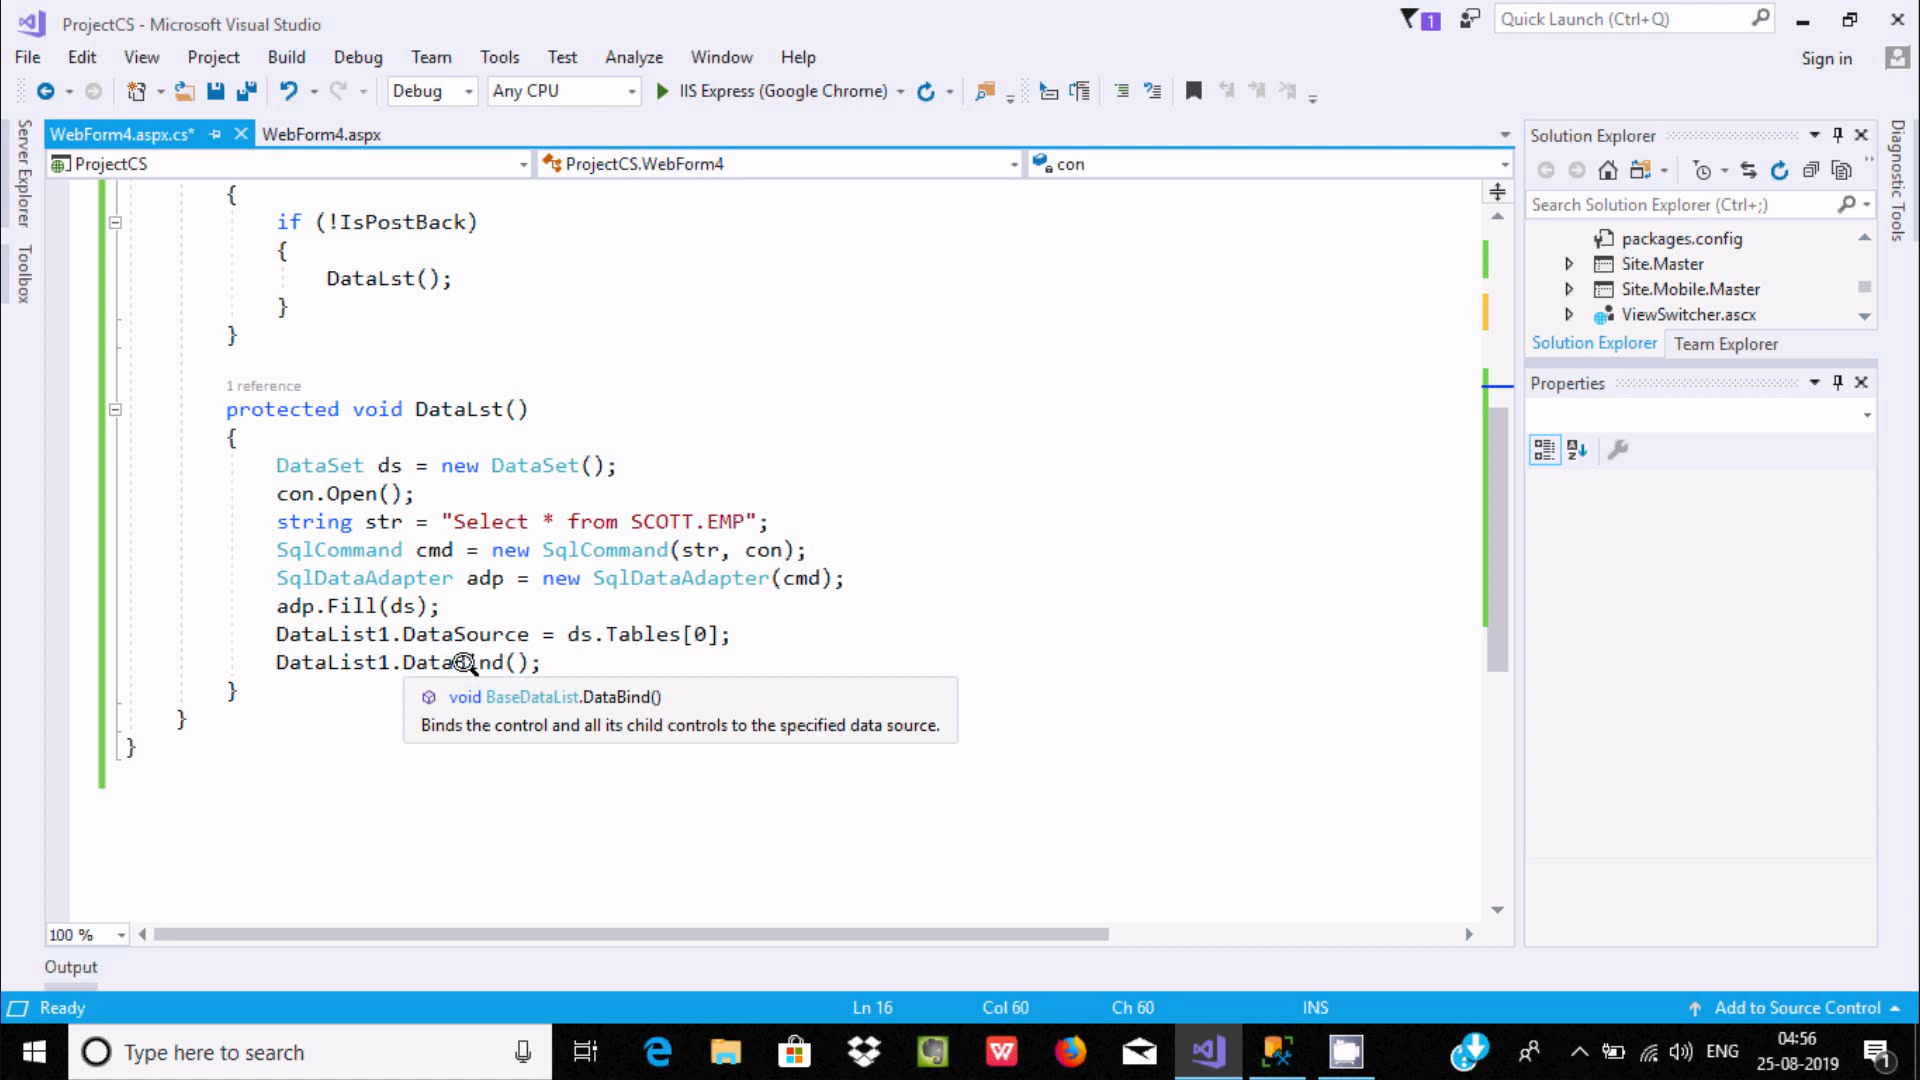 ProjectCS - Microsoft Visual Studio
1
Quick Launch (Ctrl+Q)
File Edit View Project Build Debug Team Tools Test Analyze Window Help
Sign in
Debug Any CPU IIS Express (Google Chrome)
Server Explorer
Toolbox
WebForm4.aspx.cs* WebForm4.aspx
ProjectCS ProjectCS.WebForm4 con
{
if (!IsPostBack)
{
DataLst();
}
}
1 reference
protected void DataLst()
{
DataSet ds = new DataSet();
con.Open();
string str = "Select * from SCOTT.EMP";
SqlCommand cmd = new SqlCommand(str, con);
SqlDataAdapter adp = new SqlDataAdapter(cmd);
adp.Fill(ds);
DataList1.DataSource = ds.Tables[0];
DataList1.DataBind();
}
void BaseDataList.DataBind()
Binds the control and all its child controls to the specified data source.
}
}
100 %
Output
Solution Explorer
Search Solution Explorer (Ctrl+;)
packages.config
Site.Master
Site.Mobile.Master
ViewSwitcher.ascx
Solution Explorer Team Explorer
Properties
Diagnostic Tools
Ready Ln 16 Col 60 Ch 60 INS Add to Source Control
Type here to search
ENG
04:56
25-08-2019
1